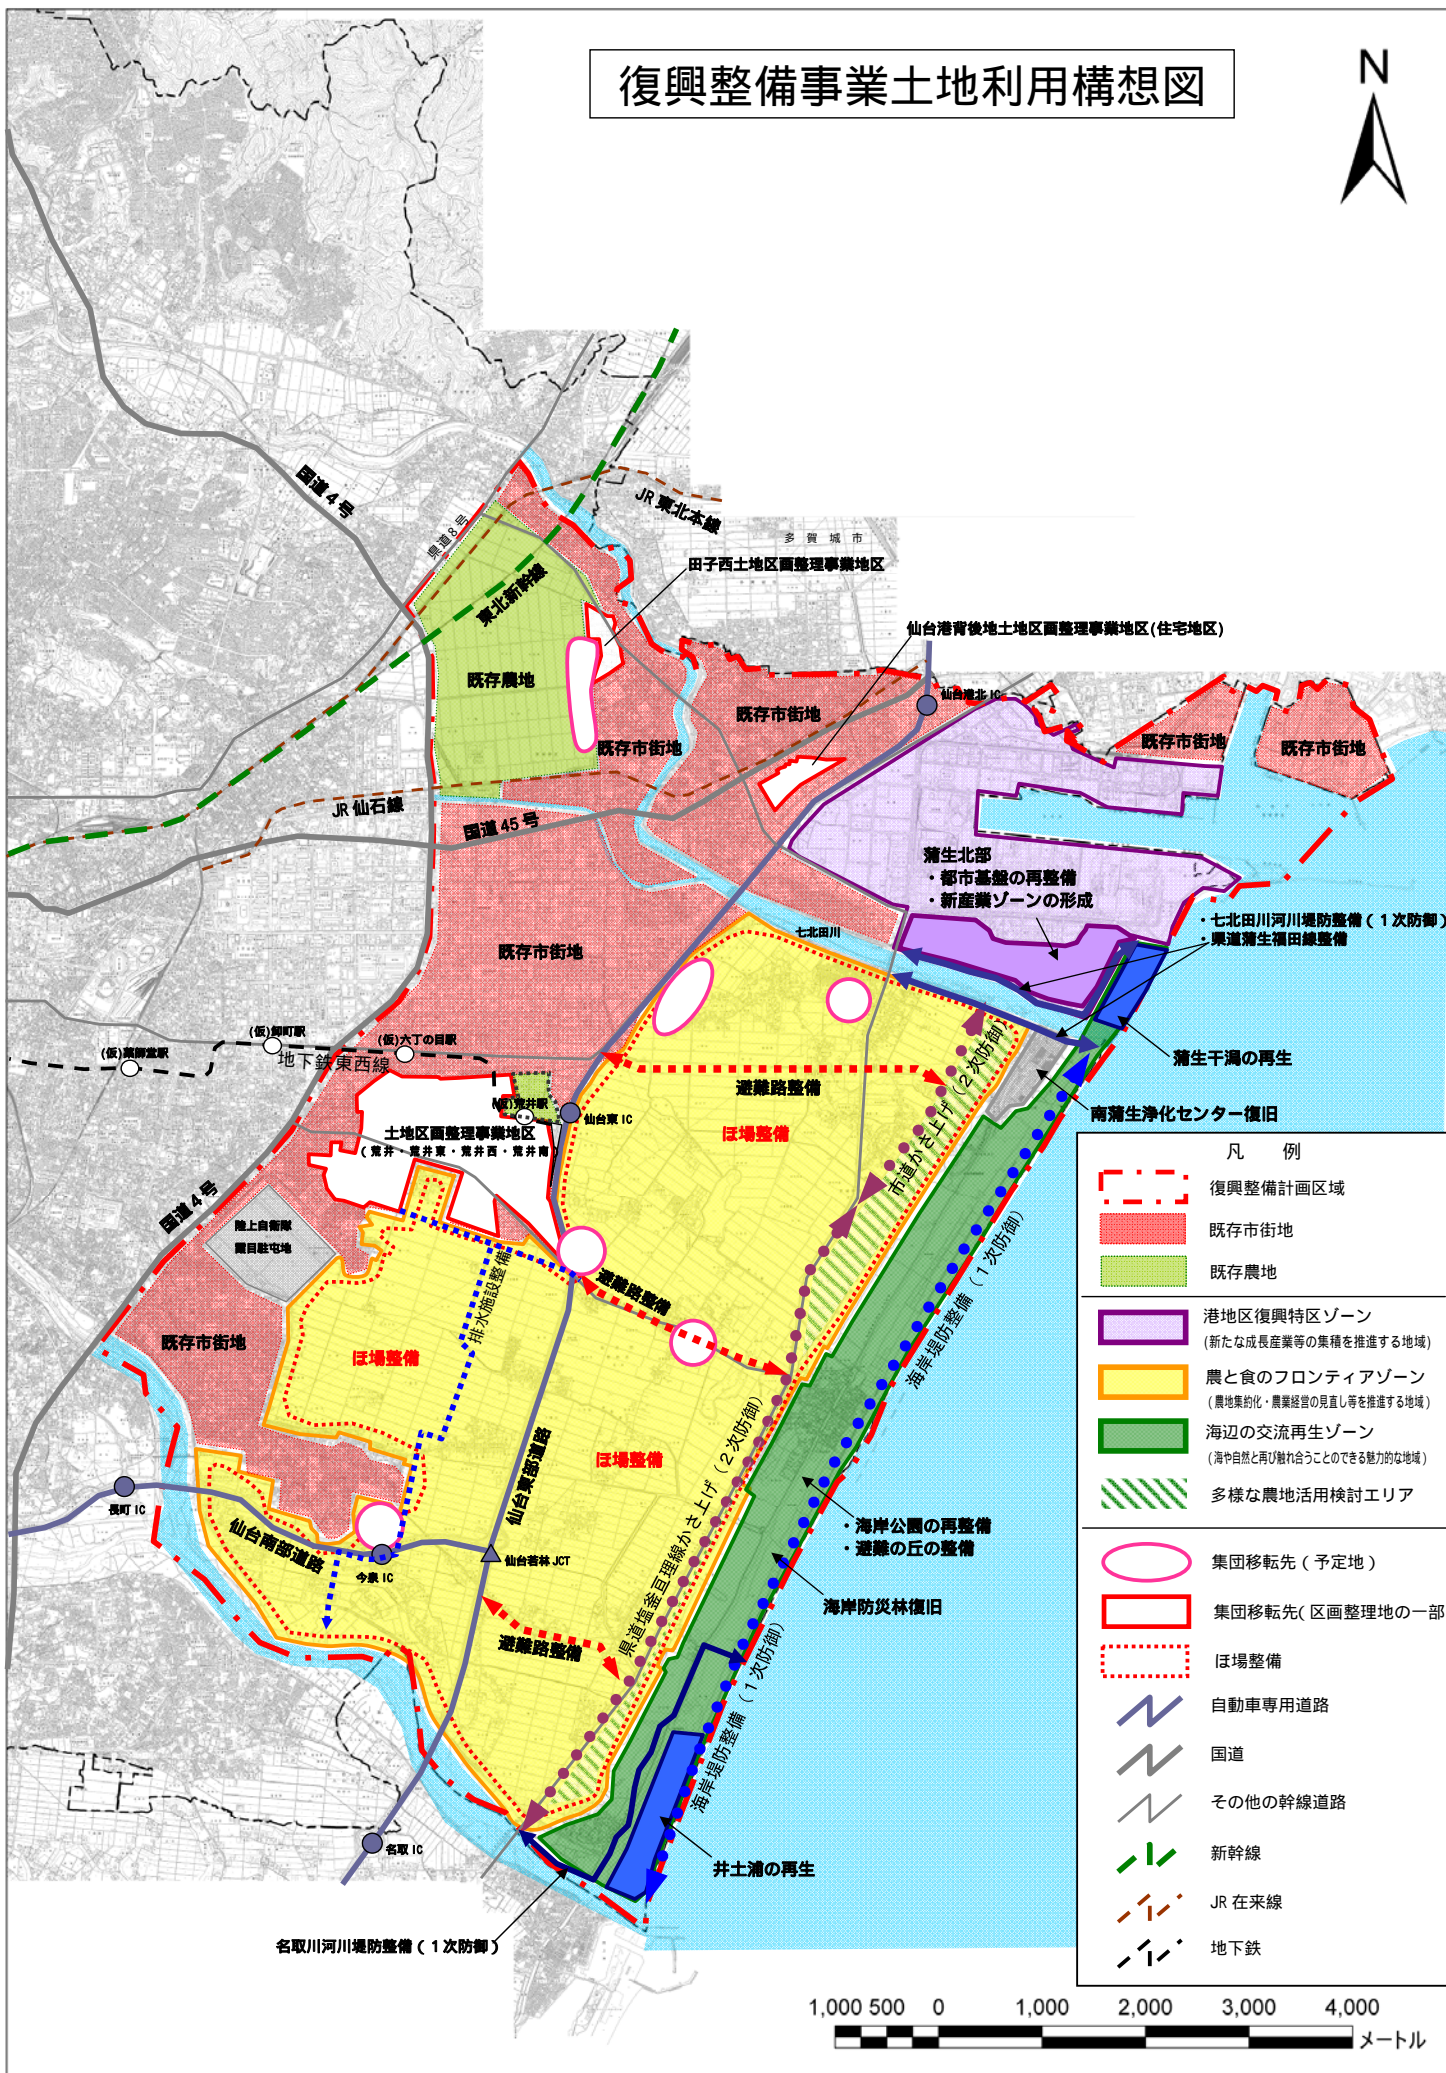 復興整備事業土地利用構想図
N
国道4号
県道8号
JR東北本線
多賀城市
田子西土地区画整理事業地区
東北新幹線
仙台港背後地土地区画整理事業地区(住宅地区)
既存農地
仙台港北IC
既存市街地
既存市街地
既存市街地
既存市街地
JR仙石線
国道45号
蒲生北部
・都市基盤の再整備
・新産業ゾーンの形成
・七北田川河川堤防整備(1次防御)
・県道蒲生福田線整備
七北田川
既存市街地
(仮)卸町駅
(仮)六丁の目駅
(仮)薬師堂駅
地下鉄東西線
蒲生干潟の再生
避難路整備
市道かさ上げ(2次防御)
(仮)荒井駅
仙台東IC
南蒲生浄化センター復旧
ほ場整備
土地区画整理事業地区
(荒井・荒井東・荒井西・荒井南)
国道4号
陸上自衛隊
霞目駐屯地
排水施設整備
避難路整備
海岸堤防整備(1次防御)
既存市街地
ほ場整備
仙台東部道路
ほ場整備
県道塩釜亘理線かさ上げ(2次防御)
長町IC
仙台南部道路
今泉IC
仙台若林JCT
・海岸公園の再整備
・避難の丘の整備
海岸防災林復旧
避難路整備
海岸堤防整備(1次防御)
名取IC
井土浦の再生
名取川河川堤防整備(1次防御)
凡 例
復興整備計画区域
既存市街地
既存農地
港地区復興特区ゾーン
(新たな成長産業等の集積を推進する地域)
農と食のフロンティアゾーン
(農地集約化・農業経営の見直し等を推進する地域)
海辺の交流再生ゾーン
(海や自然と再び触れ合うことのできる魅力的な地域)
多様な農地活用検討エリア
集団移転先(予定地)
集団移転先(区画整理地の一部
ほ場整備
自動車専用道路
国道
その他の幹線道路
新幹線
JR在来線
地下鉄
1,000 500 0 1,000 2,000 3,000 4,000
メートル